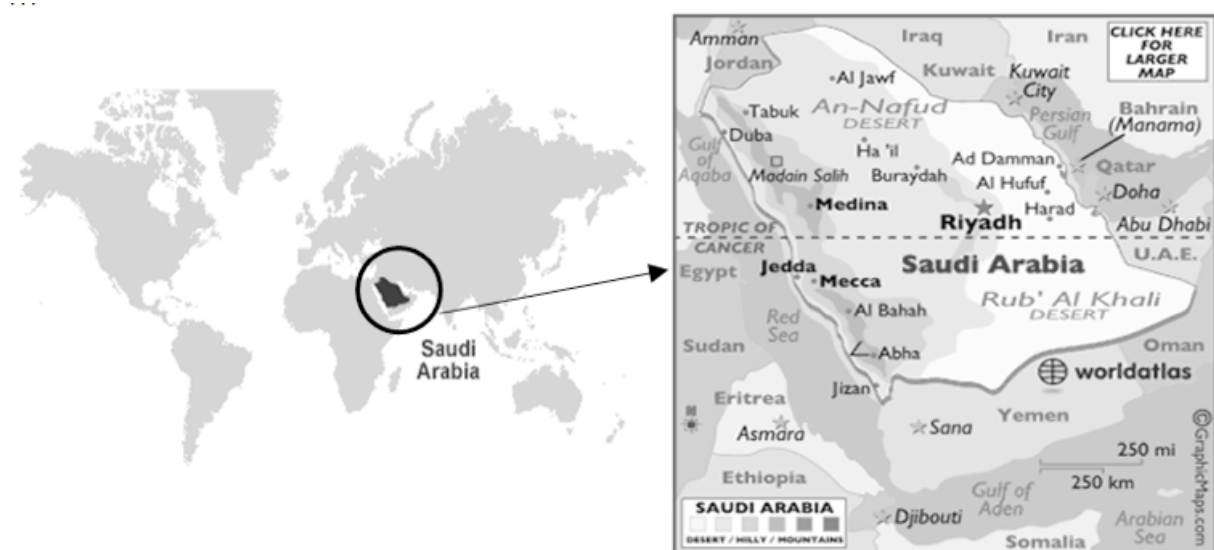 Saudi
Arabia
CLICK HERE
FOR
LARGER
MAP
Amman
Jordan
Iraq
Iran
Kuwait
Kuwait
City
Al Jawf
An-Nafud
DESERT
Persian
Gulf
Bahrain
(Manama)
Tabuk
Duba
Gulf
of
Aqaba
Ha 'il
Madain Salih
Buraydah
Ad Damman
Al Hufuf
Qatar
Doha
Medina
Riyadh
Harad
Abu Dhabi
TROPIC OF
CANCER
Egypt
U.A.E.
Jedda
Mecca
Saudi Arabia
Rub' Al Khali
DESERT
Red
Sea
Al Bahah
Sudan
Abha
Oman
worldatlas
Jizan
Eritrea
Asmara
Sana
Yemen
250 mi
250 km
Ethiopia
Gulf of
Aden
SAUDI ARABIA
DESERT / HILLY / MOUNTAINS
Djibouti
Arabian
Sea
Somalia
©GraphicMaps.com